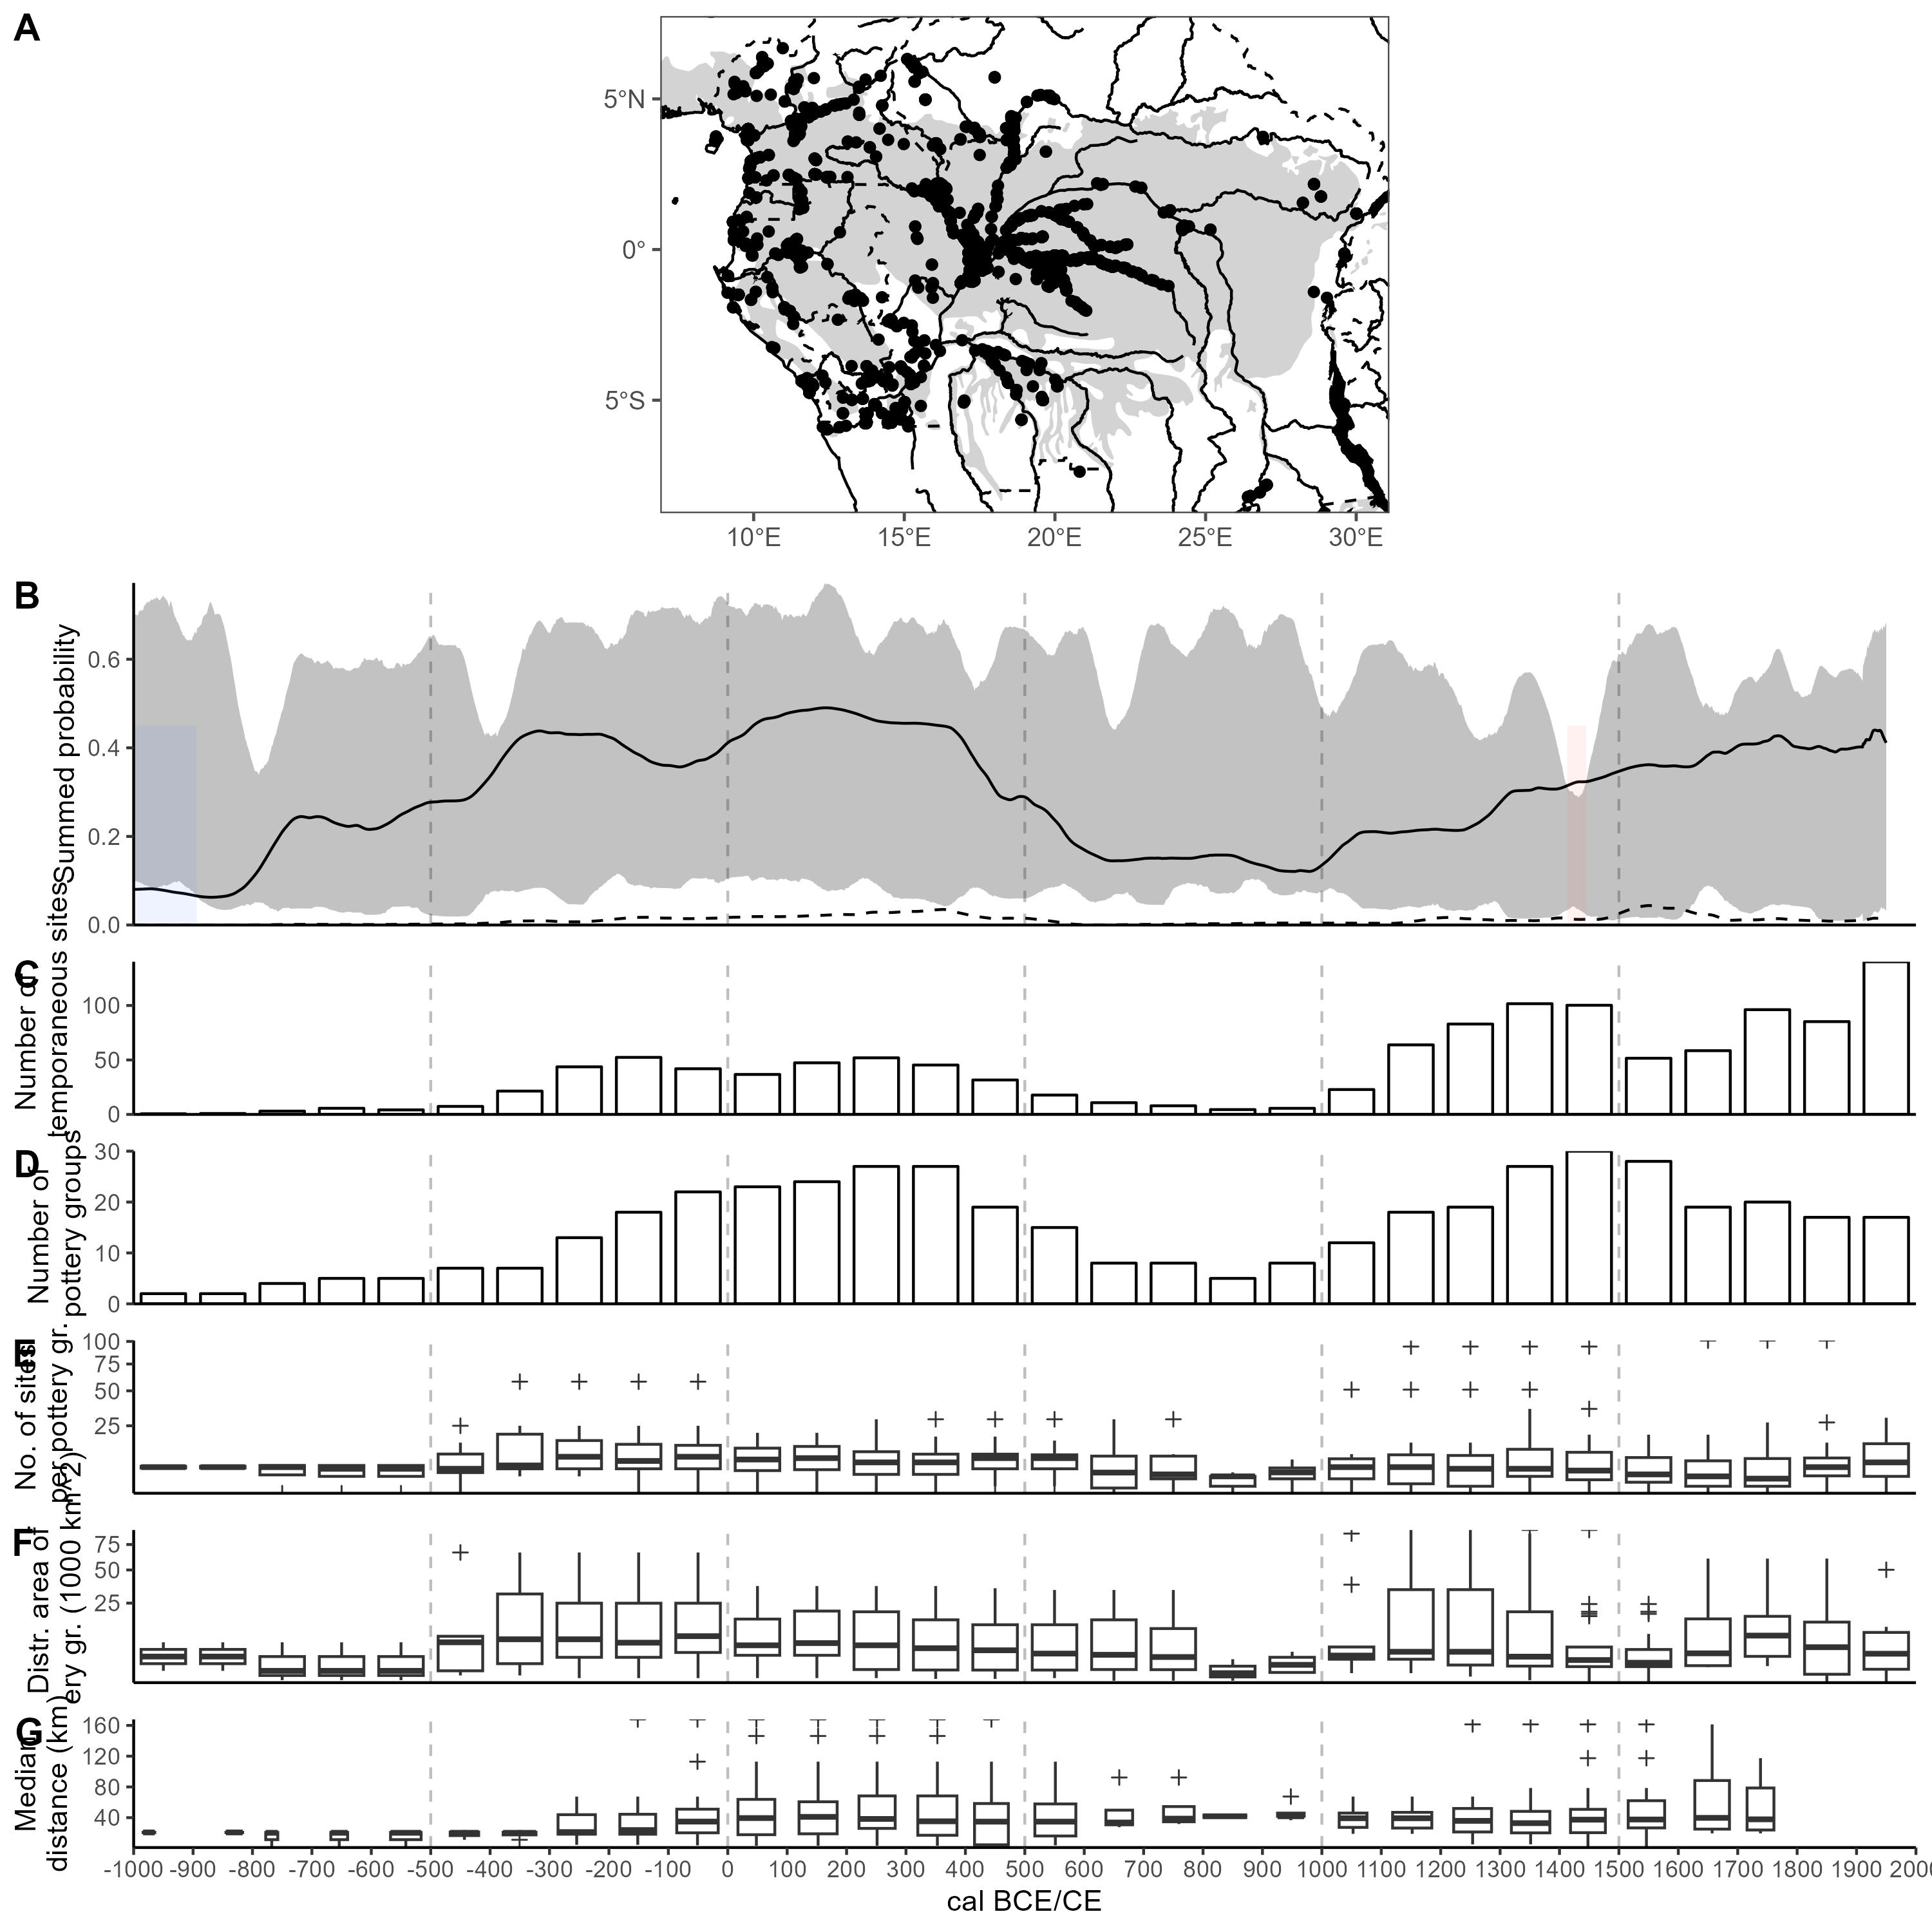 A
5°N
0°
5°S
10°E 15°E 20°E 25°E 30°E
B
Summed probability
0.6
0.4
0.2
0.0
C
Number of
temporaneous sites
100
50
0
D
Number of
pottery groups
30
20
10
0
E
No. of sites
per pottery gr.
100
75
50
25
F
Distr. area of
ery gr. (1000 km^2)
75
50
25
G
Median
distance (km)
160
120
80
40
-1000 -900 -800 -700 -600 -500 -400 -300 -200 -100 0 100 200 300 400 500 600 700 800 900 1000 1100 1200 1300 1400 1500 1600 1700 1800 1900 2000
cal BCE/CE